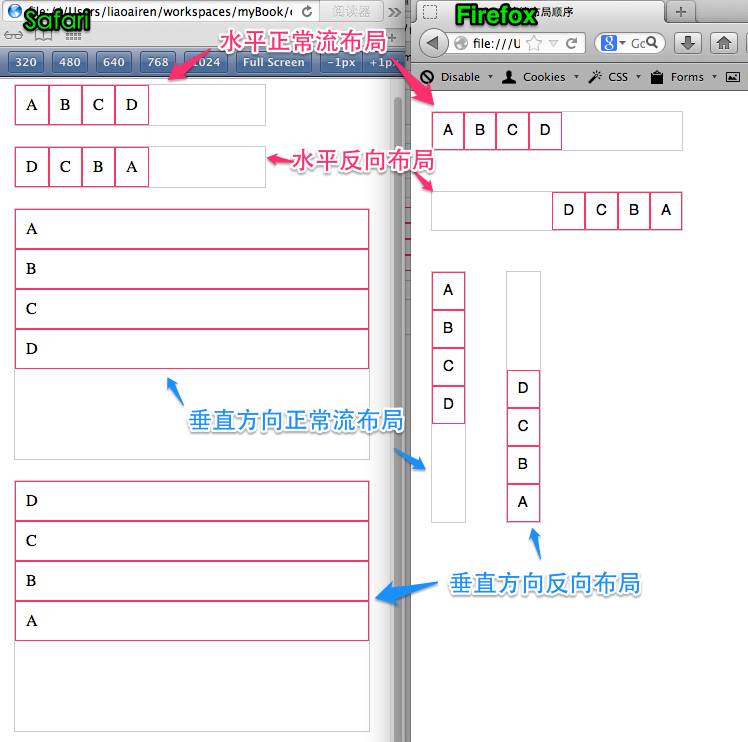 Safari
file:///Users/liaoairen/workspaces/myBook/
阅读器
320 480 640 768 1024 Full Screen −1px +1px
水平正常流布局
A B C D
D C B A
水平反向布局
A
B
C
D
垂直方向正常流布局
D
C
B
A
垂直方向反向布局
Firefox
布局顺序
file:///U
Go
Disable Cookies CSS Forms
A B C D
D C B A
A
B
C
D
D
C
B
A